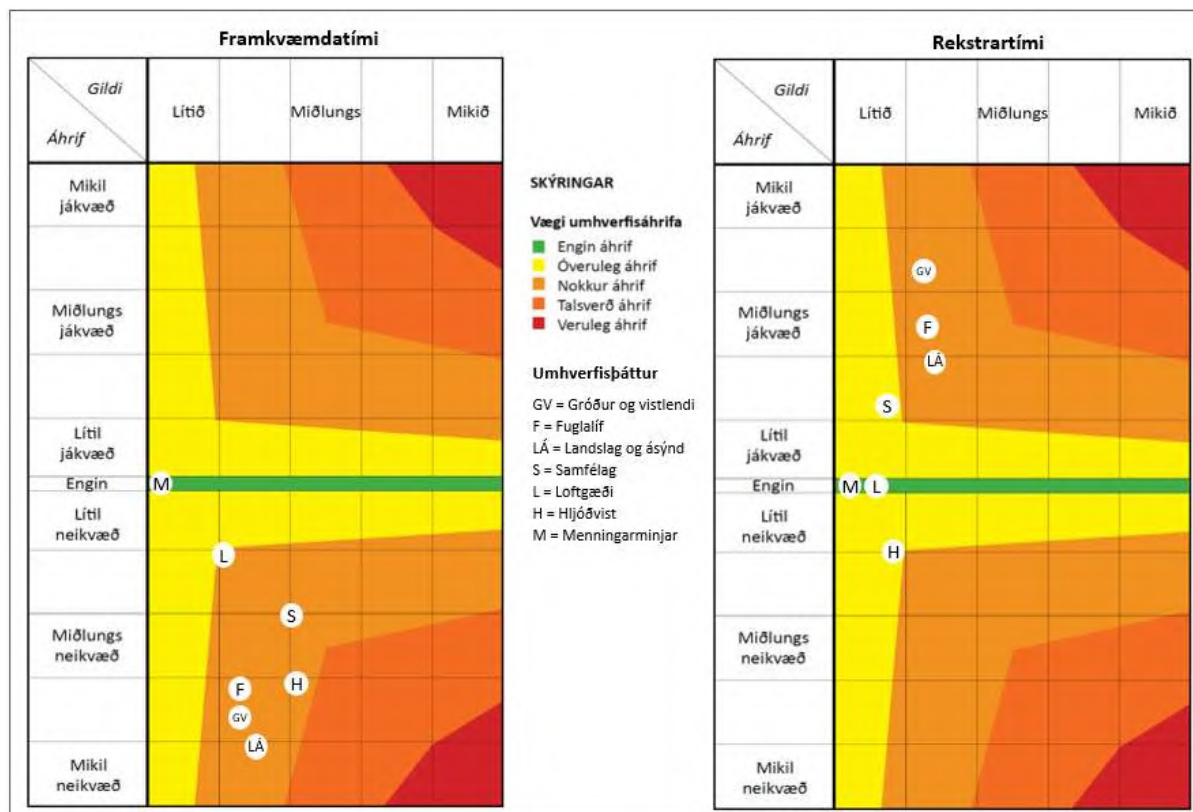 Framkvæmdatími
Gildi
Áhrif
Lítið
Miðlungs
Mikið
Mikil
jákvæð
Miðlungs
jákvæð
Lítil
jákvæð
Engin
Lítil
neikvæð
Miðlungs
neikvæð
Mikil
neikvæð
M
L
S
H
F
GV
LÁ
SKÝRINGAR
Vægi umhverfisáhrifa
Engin áhrif
Óveruleg áhrif
Nokkur áhrif
Talsverð áhrif
Veruleg áhrif
Umhverfisþáttur
GV = Gróður og vistlendi
F = Fuglalíf
LÁ = Landslag og ásýnd
S = Samfélag
L = Loftgæði
H = Hljóðvist
M = Menningarminjar
Rekstrartími
Gildi
Áhrif
Lítið
Miðlungs
Mikið
Mikil
jákvæð
Miðlungs
jákvæð
Lítil
jákvæð
Engin
Lítil
neikvæð
Miðlungs
neikvæð
Mikil
neikvæð
GV
F
LÁ
S
M
L
H